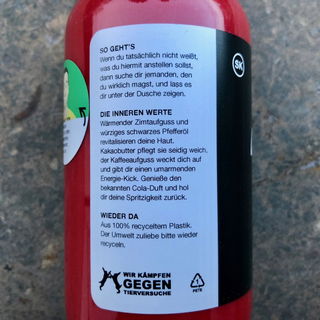 SO GEHT'S
Wenn du tatsächlich nicht weißt,
was du hiermit anstellen sollst,
dann suche dir jemanden, den
du wirklich magst, und lass es
dir unter der Dusche zeigen.
DIE INNEREN WERTE
Wärmender Zimtaufguss und
würziges schwarzes Pfefferöl
revitalisieren deine Haut.
Kakaobutter pflegt sie seidig weich,
der Kaffeeaufguss weckt dich auf
und gibt dir einen umarmenden
Energie-Kick. Genieße den
bekannten Cola-Duft und hol
dir deine Spritzigkeit zurück.
WIEDER DA
Aus 100% recyceltem Plastik.
Der Umwelt zuliebe bitte wieder
recyceln.
WIR KÄMPFEN
GEGEN
TIERVERSUCHE
1
PETE
SK